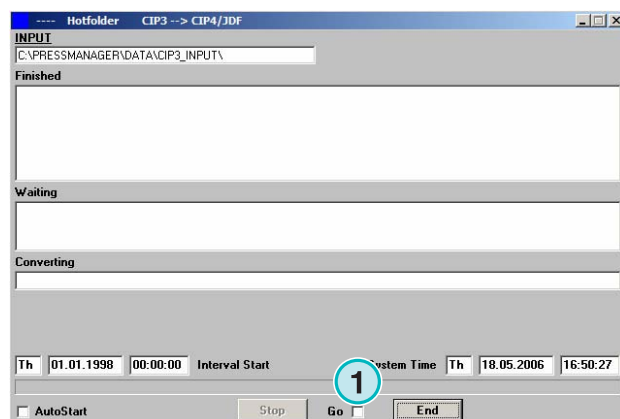 ---- Hotfolder CIP3 --> CIP4/JDF
INPUT
C:\PRESSMANAGER\DATA\CIP3_INPUT\
Finished
Waiting
Converting
Th 01.01.1998 00:00:00 Interval Start Time Th 18.05.2006 16:50:27
1
AutoStart Stop Go End